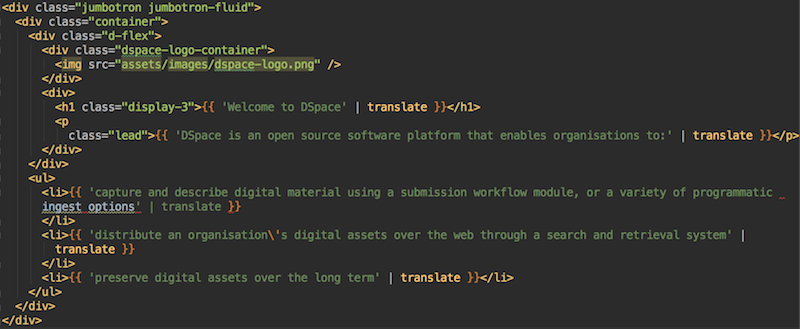 <div class="jumbotron jumbotron-fluid">
<div class="container">
<div class="d-flex">
<div class="dspace-logo-container">
<img src="assets/images/dspace-logo.png" />
</div>
<div>
<h1 class="display-3">{{ 'Welcome to DSpace' | translate }}</h1>
<p
class="lead">{{ 'DSpace is an open source software platform that enables organisations to:' | translate }}</p>
</div>
</div>
<ul>
<li>{{ 'capture and describe digital material using a submission workflow module, or a variety of programmatic
ingest options' | translate }}
</li>
<li>{{ 'distribute an organisation\'s digital assets over the web through a search and retrieval system' |
translate }}
</li>
<li>{{ 'preserve digital assets over the long term' | translate }}</li>
</ul>
</div>
</div>